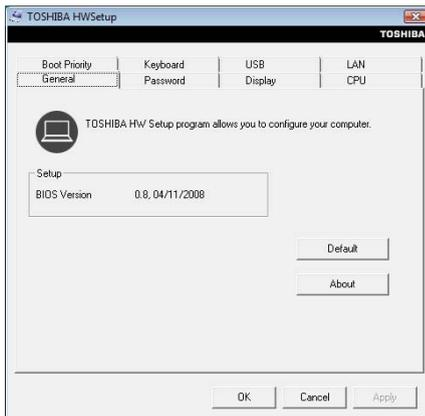 TOSHIBA HWSetup
TOSHIBA
Boot Priority Keyboard USB LAN
General Password Display CPU
TOSHIBA HW Setup program allows you to configure your computer.
Setup
BIOS Version 0.8, 04/11/2008
Default
About
OK Cancel Apply